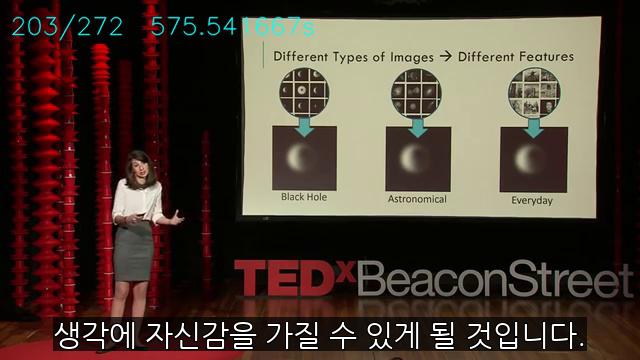 203/272 575.541667s
Different Types of Images → Different Features
Black Hole
Astronomical
Everyday
TEDxBeaconStreet
생각에 자신감을 가질 수 있게 될 것입니다.